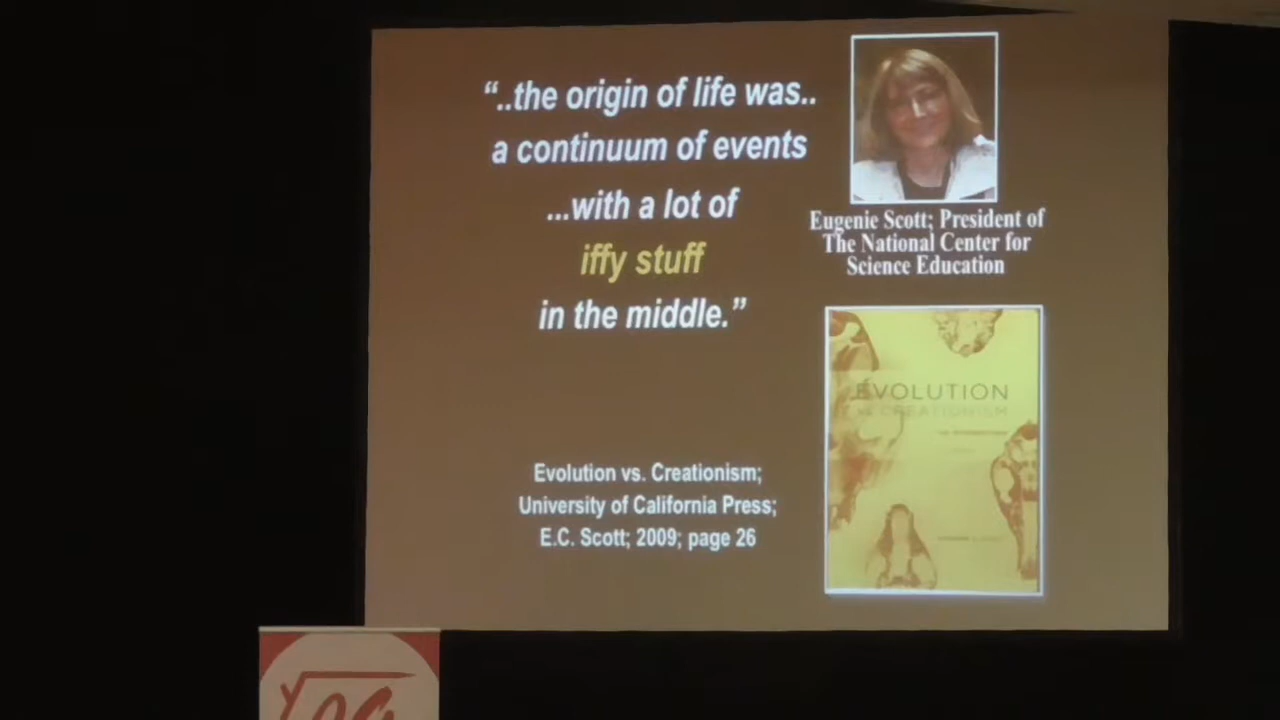 “..the origin of life was..
a continuum of events
...with a lot of
iffy stuff
in the middle.”
Eugenie Scott; President of
The National Center for
Science Education
EVOLUTION
vs. CREATIONISM
Evolution vs. Creationism;
University of California Press;
E.C. Scott; 2009; page 26